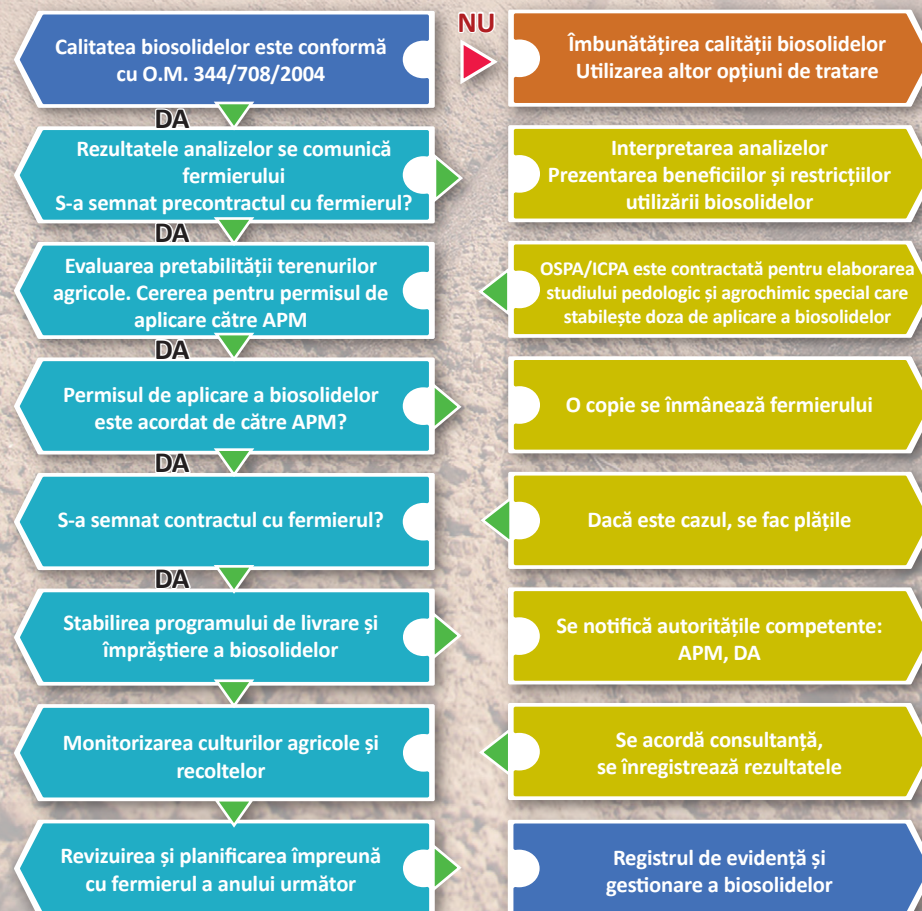 Calitatea biosolidelor este conformă
cu O.M. 344/708/2004
NU
Îmbunătățirea calității biosolidelor
Utilizarea altor opțiuni de tratare
DA
Rezultatele analizelor se comunică
fermierului
S-a semnat precontractul cu fermierul?
Interpretarea analizelor
Prezentarea beneficiilor și restricțiilor
utilizării biosolidelor
DA
Evaluarea pretabilității terenurilor
agricole. Cererea pentru permisul de
aplicare către APM
OSPA/ICPA este contractată pentru elaborarea
studiului pedologic și agrochimic special care
stabilește doza de aplicare a biosolidelor
DA
Permisul de aplicare a biosolidelor
este acordat de către APM?
O copie se înmânează fermierului
DA
S-a semnat contractul cu fermierul?
Dacă este cazul, se fac plățile
DA
Stabilirea programului de livrare și
împrăștiere a biosolidelor
Se notifică autoritățile competente:
APM, DA
Monitorizarea culturilor agricole și
recoltelor
Se acordă consultanță,
se înregistrează rezultatele
Revizuirea și planificarea împreună
cu fermierul a anului următor
Registrul de evidență și
gestionare a biosolidelor